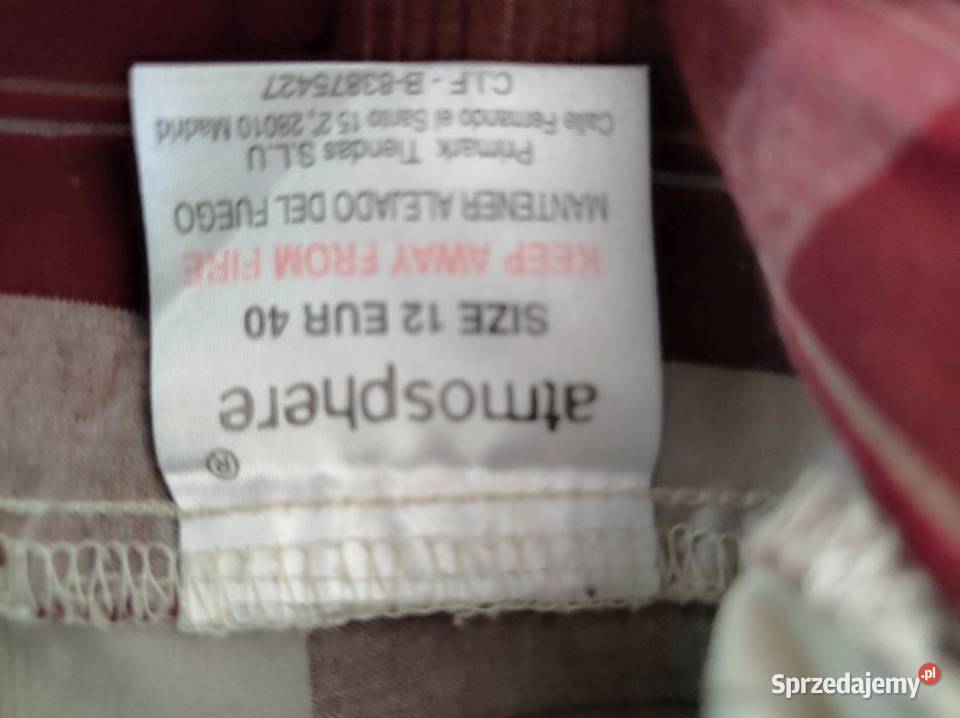 atmosphere®
SIZE 12 EUR 40
KEEP AWAY FROM FIRE
MANTENER ALEJADO DEL FUEGO
Primark Tiendas S.L.U
Calle Fernando el Santo 15 2', 28010 Madrid
C.I.F - B-83875427
Sprzedajemy.pl